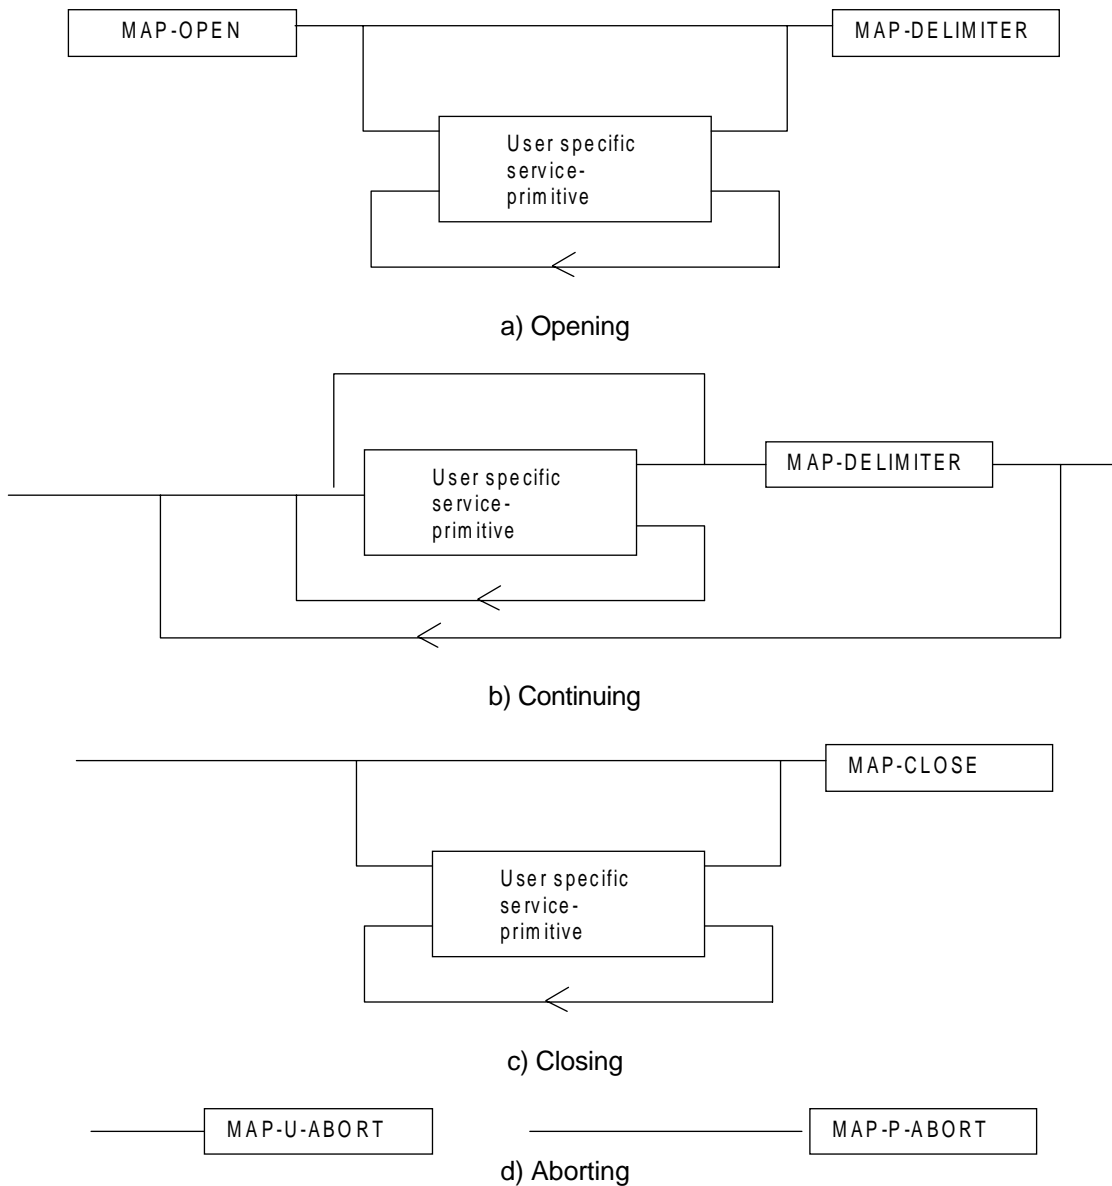 MAP-OPEN
MAP-DELIMITER
User specific
service-
primitive
a) Opening
User specific
service-
primitive
MAP-DELIMITER
b) Continuing
MAP-CLOSE
User specific
service-
primitive
c) Closing
MAP-U-ABORT
MAP-P-ABORT
d) Aborting